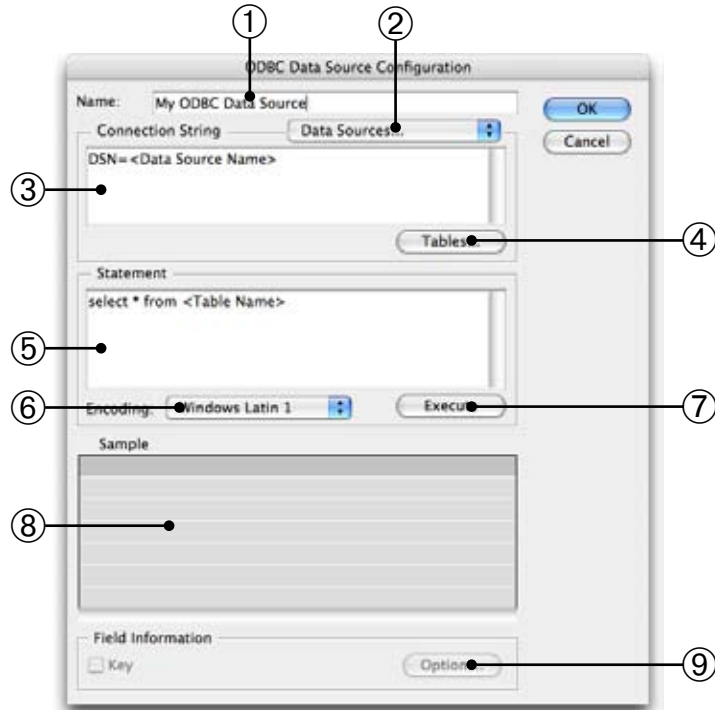 ① ②
ODBC Data Source Configuration
Name: My ODBC Data Source
OK
Connection String Data Sources...
Cancel
DSN=<Data Source Name>
③
Tables... ④
Statement
select * from <Table Name>
⑤
⑥ Encoding: Windows Latin 1 Execute ⑦
Sample
⑧
Field Information
Key Options... ⑨